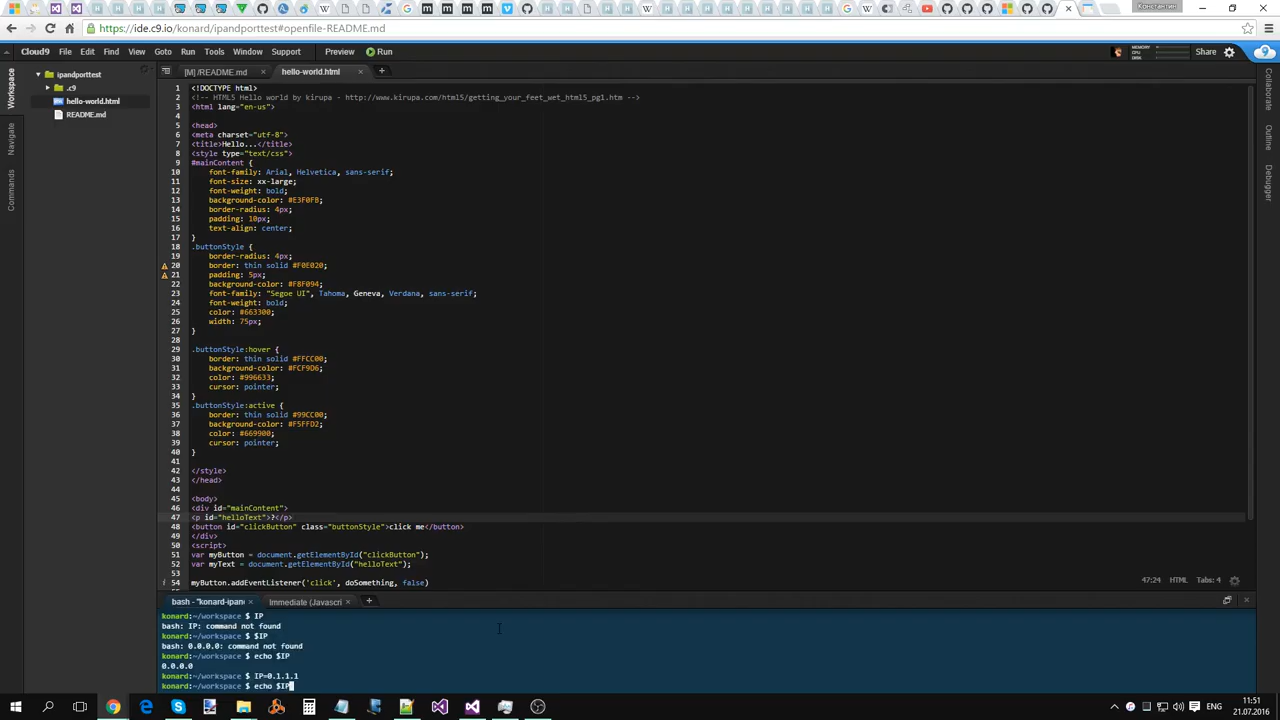 Константин
https://ide.c9.io/konard/ipandporttest#openfile-README.md
Cloud9 File Edit Find View Goto Run Tools Window Support Preview Run
MEMORY
CPU
DISK
Share
Workspace
Navigate
Commands
ipandporttest
.c9
hello-world.html
README.md
[M] /README.md
hello-world.html
1 <!DOCTYPE html>
2 <!-- HTML5 Hello world by kirupa - http://www.kirupa.com/html5/getting_your_feet_wet_html5_pg1.htm -->
3 <html lang="en-us">
4
5 <head>
6 <meta charset="utf-8">
7 <title>Hello...</title>
8 <style type="text/css">
9 #mainContent {
10 font-family: Arial, Helvetica, sans-serif;
11 font-size: xx-large;
12 font-weight: bold;
13 background-color: #E3F0FB;
14 border-radius: 4px;
15 padding: 10px;
16 text-align: center;
17 }
18 .buttonStyle {
19 border-radius: 4px;
20 border: thin solid #F0E020;
21 padding: 5px;
22 background-color: #F8F094;
23 font-family: "Segoe UI", Tahoma, Geneva, Verdana, sans-serif;
24 font-weight: bold;
25 color: #663300;
26 width: 75px;
27 }
28
29 .buttonStyle:hover {
30 border: thin solid #FFCC00;
31 background-color: #FCF9D6;
32 color: #996633;
33 cursor: pointer;
34 }
35 .buttonStyle:active {
36 border: thin solid #99CC00;
37 background-color: #F5FFD2;
38 color: #669900;
39 cursor: pointer;
40 }
41
42 </style>
43 </head>
44
45 <body>
46 <div id="mainContent">
47 <p id="helloText">?</p>
48 <button id="clickButton" class="buttonStyle">click me</button>
49 </div>
50 <script>
51 var myButton = document.getElementById("clickButton");
52 var myText = document.getElementById("helloText");
53
54 myButton.addEventListener('click', doSomething, false)
47:24 HTML Tabs: 4
Collaborate
Outline
Debugger
bash - "konard-ipand
Immediate (Javascri
konard:~/workspace $ IP
bash: IP: command not found
konard:~/workspace $ $IP
bash: 0.0.0.0: command not found
konard:~/workspace $ echo $IP
0.0.0.0
konard:~/workspace $ IP=0.1.1.1
konard:~/workspace $ echo $IP
ENG
11:51
21.07.2016